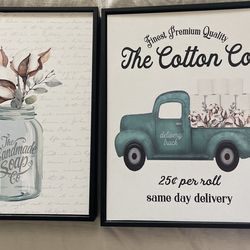 The
Handmade
Soap
Co
Finest Premium Quality
The Cotton Co
delivery
truck
25¢ per roll
same day delivery